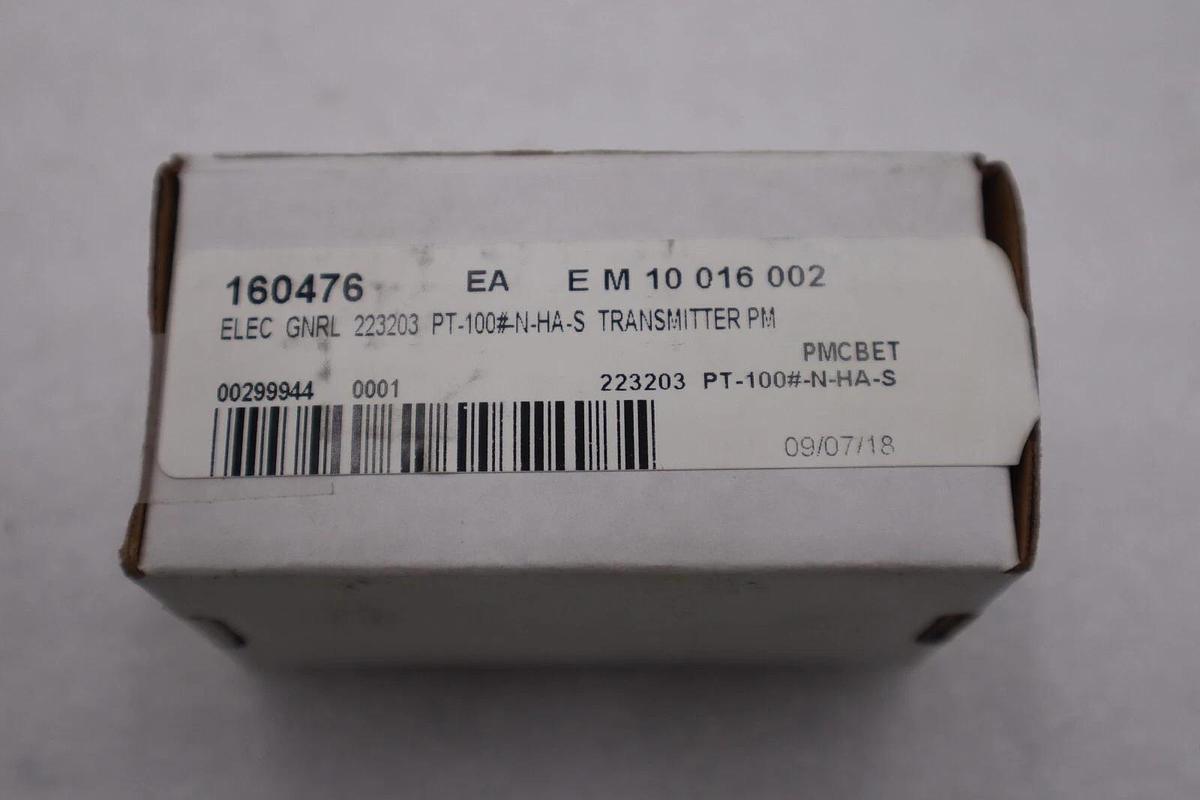 160476 EA E M 10 016 002
ELEC GNRL 223203 PT-100#-N-HA-S TRANSMITTER PM
PMCBET
00299944 0001 223203 PT-100#-N-HA-S
09/07/18